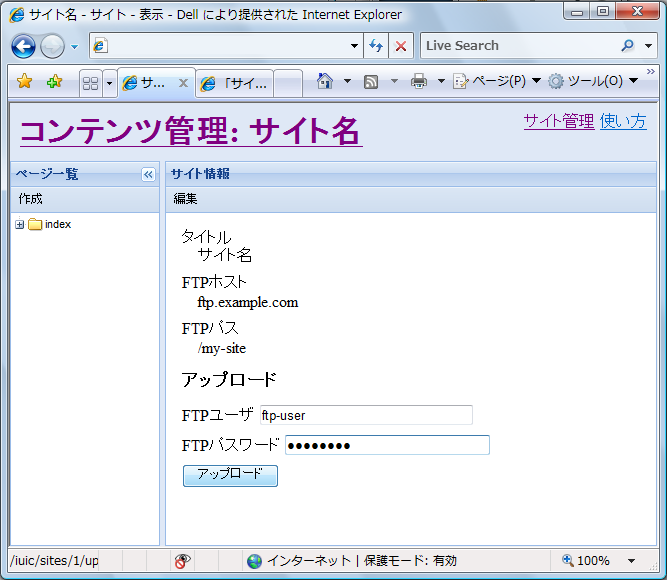 サイト名 - サイト - 表示 - Dell により提供された Internet Explorer
Live Search
サ... 「サイ... ページ(P) ツール(O)
コンテンツ管理: サイト名
サイト管理 使い方
ページ一覧
作成
index
サイト情報
編集
タイトル
サイト名
FTPホスト
ftp.example.com
FTPパス
/my-site
アップロード
FTPユーザ ftp-user
FTPパスワード ●●●●●●●●
アップロード
/iuic/sites/1/up インターネット | 保護モード: 有効 100%